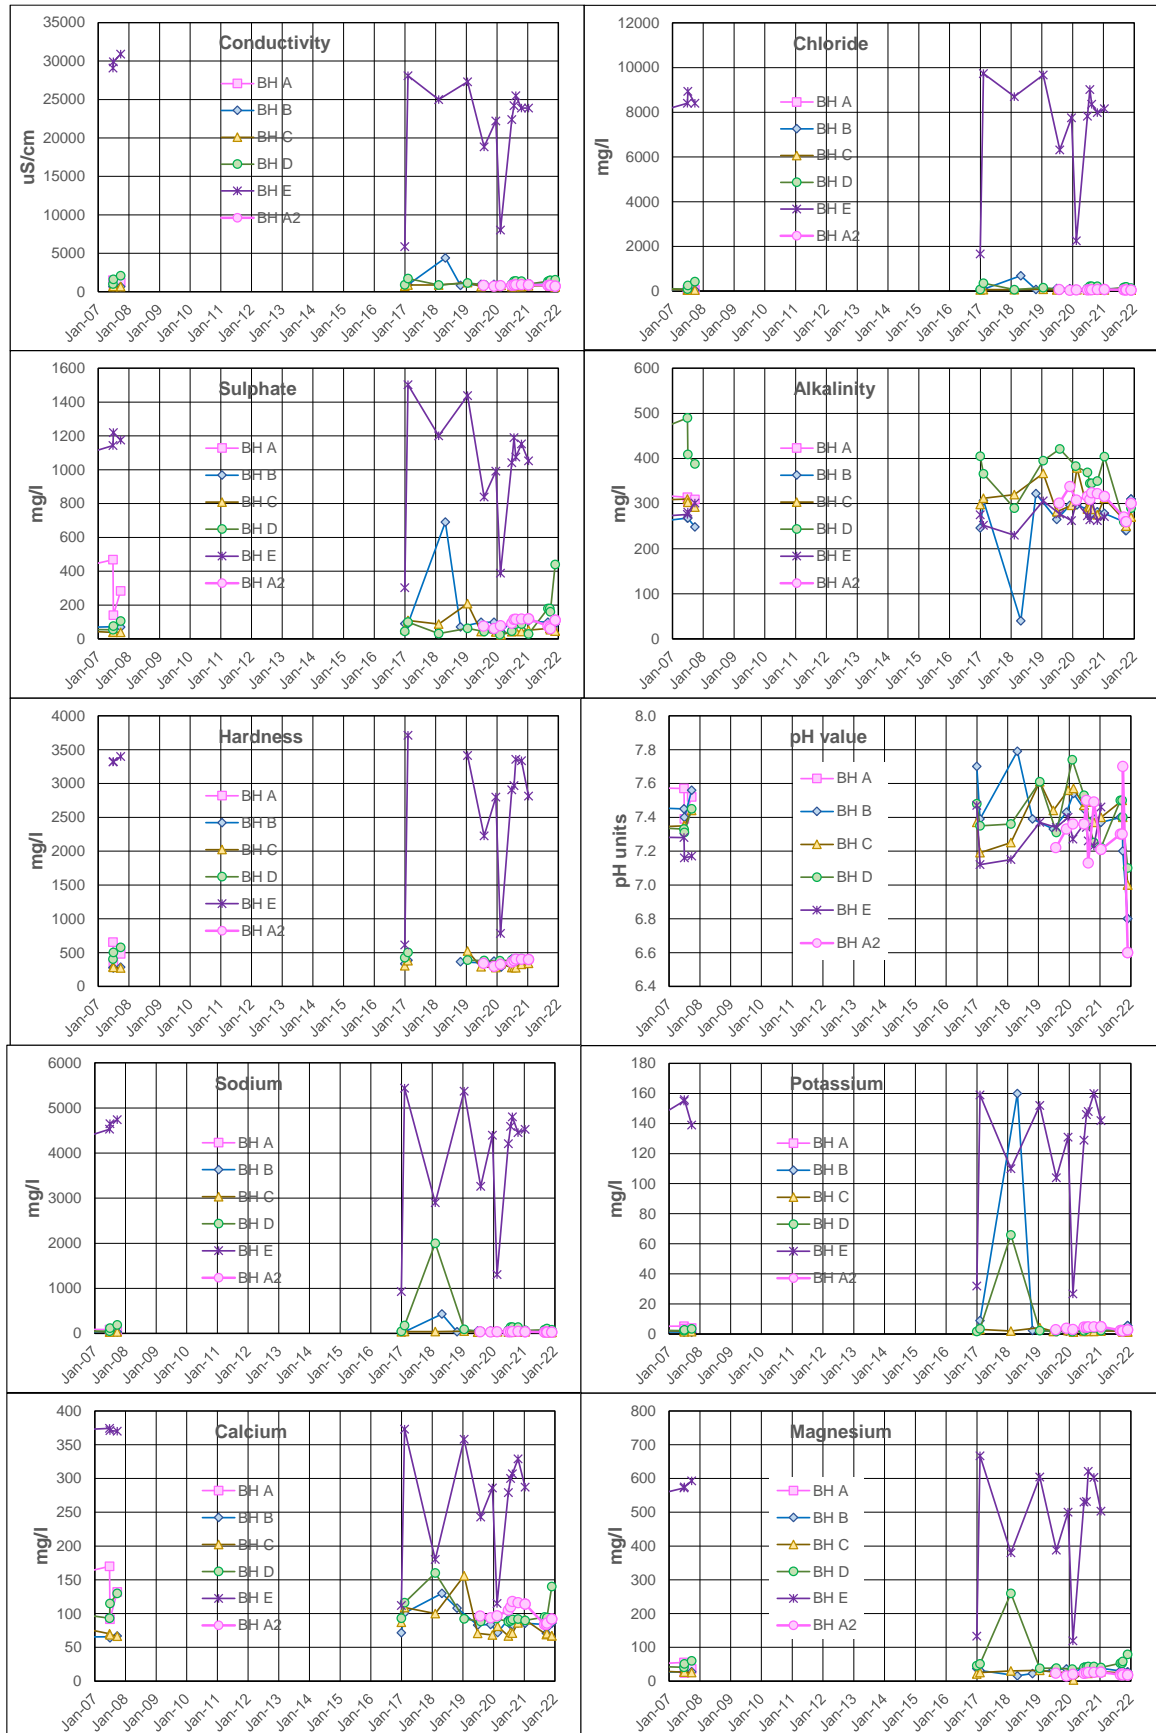 Conductivity
uS/cm
35000
30000
25000
20000
15000
10000
5000
0
BH A
BH B
BH C
BH D
BH E
BH A2
Jan-07 Jan-08 Jan-09 Jan-10 Jan-11 Jan-12 Jan-13 Jan-14 Jan-15 Jan-16 Jan-17 Jan-18 Jan-19 Jan-20 Jan-21 Jan-22
Chloride
mg/l
12000
10000
8000
6000
4000
2000
0
BH A
BH B
BH C
BH D
BH E
BH A2
Jan-07 Jan-08 Jan-09 Jan-10 Jan-11 Jan-12 Jan-13 Jan-14 Jan-15 Jan-16 Jan-17 Jan-18 Jan-19 Jan-20 Jan-21 Jan-22
Sulphate
mg/l
1600
1400
1200
1000
800
600
400
200
0
BH A
BH B
BH C
BH D
BH E
BH A2
Jan-07 Jan-08 Jan-09 Jan-10 Jan-11 Jan-12 Jan-13 Jan-14 Jan-15 Jan-16 Jan-17 Jan-18 Jan-19 Jan-20 Jan-21 Jan-22
Alkalinity
mg/l
600
500
400
300
200
100
0
BH A
BH B
BH C
BH D
BH E
BH A2
Jan-07 Jan-08 Jan-09 Jan-10 Jan-11 Jan-12 Jan-13 Jan-14 Jan-15 Jan-16 Jan-17 Jan-18 Jan-19 Jan-20 Jan-21 Jan-22
Hardness
mg/l
4000
3500
3000
2500
2000
1500
1000
500
0
BH A
BH B
BH C
BH D
BH E
BH A2
Jan-07 Jan-08 Jan-09 Jan-10 Jan-11 Jan-12 Jan-13 Jan-14 Jan-15 Jan-16 Jan-17 Jan-18 Jan-19 Jan-20 Jan-21 Jan-22
pH value
pH units
8.0
7.8
7.6
7.4
7.2
7.0
6.8
6.6
6.4
BH A
BH B
BH C
BH D
BH E
BH A2
Jan-07 Jan-08 Jan-09 Jan-10 Jan-11 Jan-12 Jan-13 Jan-14 Jan-15 Jan-16 Jan-17 Jan-18 Jan-19 Jan-20 Jan-21 Jan-22
Sodium
mg/l
6000
5000
4000
3000
2000
1000
0
BH A
BH B
BH C
BH D
BH E
BH A2
Jan-07 Jan-08 Jan-09 Jan-10 Jan-11 Jan-12 Jan-13 Jan-14 Jan-15 Jan-16 Jan-17 Jan-18 Jan-19 Jan-20 Jan-21 Jan-22
Potassium
mg/l
180
160
140
120
100
80
60
40
20
0
BH A
BH B
BH C
BH D
BH E
BH A2
Jan-07 Jan-08 Jan-09 Jan-10 Jan-11 Jan-12 Jan-13 Jan-14 Jan-15 Jan-16 Jan-17 Jan-18 Jan-19 Jan-20 Jan-21 Jan-22
Calcium
mg/l
400
350
300
250
200
150
100
50
0
BH A
BH B
BH C
BH D
BH E
BH A2
Jan-07 Jan-08 Jan-09 Jan-10 Jan-11 Jan-12 Jan-13 Jan-14 Jan-15 Jan-16 Jan-17 Jan-18 Jan-19 Jan-20 Jan-21 Jan-22
Magnesium
mg/l
800
700
600
500
400
300
200
100
0
BH A
BH B
BH C
BH D
BH E
BH A2
Jan-07 Jan-08 Jan-09 Jan-10 Jan-11 Jan-12 Jan-13 Jan-14 Jan-15 Jan-16 Jan-17 Jan-18 Jan-19 Jan-20 Jan-21 Jan-22